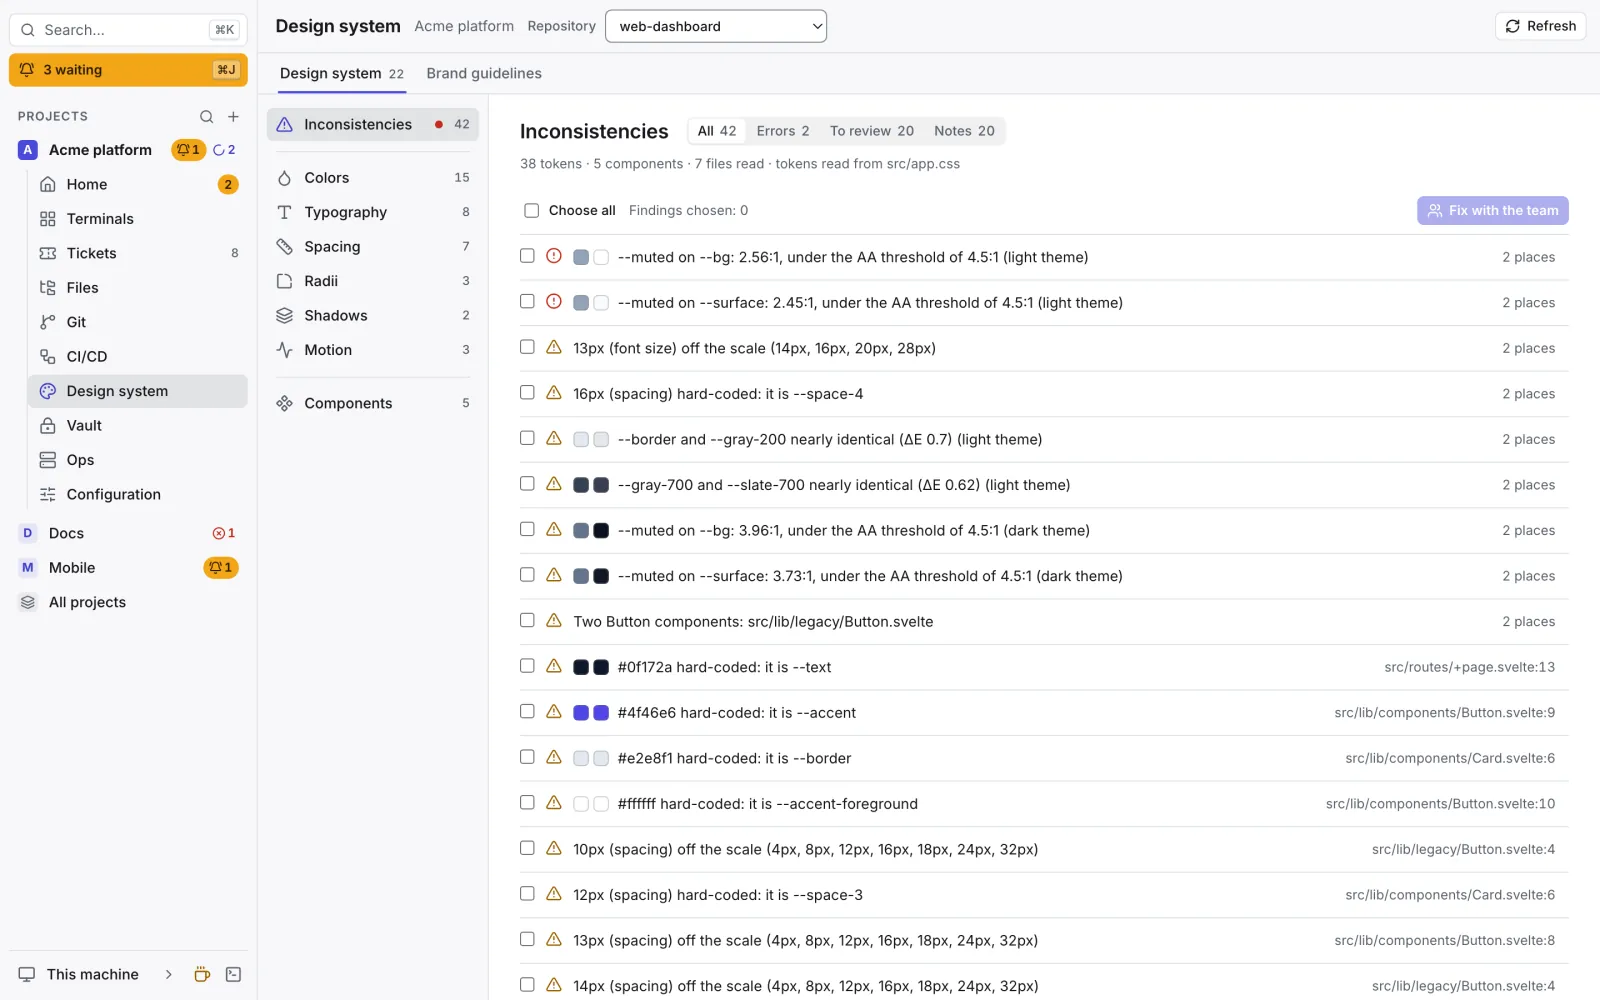 Search... ⌘K
3 waiting ⌘J
PROJECTS
A Acme platform 1 2
Home 2
Terminals
Tickets 8
Files
Git
CI/CD
Design system
Vault
Ops
Configuration
D Docs 1
M Mobile 1
All projects
This machine
Design system Acme platform Repository web-dashboard Refresh
Design system 22 Brand guidelines
Inconsistencies 42
Colors 15
Typography 8
Spacing 7
Radii 3
Shadows 2
Motion 3
Components 5
Inconsistencies All 42 Errors 2 To review 20 Notes 20
38 tokens · 5 components · 7 files read · tokens read from src/app.css
Choose all Findings chosen: 0 Fix with the team
--muted on --bg: 2.56:1, under the AA threshold of 4.5:1 (light theme) 2 places
--muted on --surface: 2.45:1, under the AA threshold of 4.5:1 (light theme) 2 places
13px (font size) off the scale (14px, 16px, 20px, 28px) 2 places
16px (spacing) hard-coded: it is --space-4 2 places
--border and --gray-200 nearly identical (ΔE 0.7) (light theme) 2 places
--gray-700 and --slate-700 nearly identical (ΔE 0.62) (light theme) 2 places
--muted on --bg: 3.96:1, under the AA threshold of 4.5:1 (dark theme) 2 places
--muted on --surface: 3.73:1, under the AA threshold of 4.5:1 (dark theme) 2 places
Two Button components: src/lib/legacy/Button.svelte 2 places
#0f172a hard-coded: it is --text src/routes/+page.svelte:13
#4f46e6 hard-coded: it is --accent src/lib/components/Button.svelte:9
#e2e8f1 hard-coded: it is --border src/lib/components/Card.svelte:6
#ffffff hard-coded: it is --accent-foreground src/lib/components/Button.svelte:10
10px (spacing) off the scale (4px, 8px, 12px, 16px, 18px, 24px, 32px) src/lib/legacy/Button.svelte:4
12px (spacing) hard-coded: it is --space-3 src/lib/components/Card.svelte:6
13px (spacing) off the scale (4px, 8px, 12px, 16px, 18px, 24px, 32px) src/lib/components/Button.svelte:8
14px (spacing) off the scale (4px, 8px, 12px, 16px, 18px, 24px, 32px) src/lib/legacy/Button.svelte:4